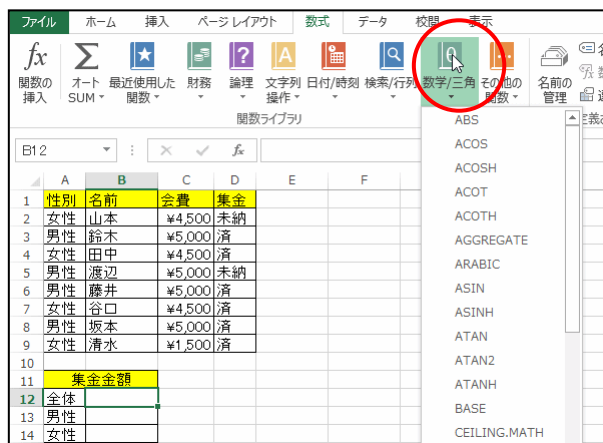 ファイル ホーム 挿入 ページ レイアウト 数式 データ 校閲 表示
fx Σ ? A θ
関数の 挿入 オート SUM 最近使用した 関数 財務 論理 文字列 操作 日付/時刻 検索/行列 数学/三角 その他の 関数 名前の 管理
関数ライブラリ
B12 fx
A B C D E F
1 性別 名前 会費 集金
2 女性 山本 ¥4,500 未納
3 男性 鈴木 ¥5,000 済
4 女性 田中 ¥4,500 済
5 男性 渡辺 ¥5,000 未納
6 男性 藤井 ¥5,000 済
7 女性 谷口 ¥4,500 済
8 男性 坂本 ¥5,000 済
9 女性 清水 ¥1,500 済
10
11 集金金額
12 全体
13 男性
14 女性
ABS
ACOS
ACOSH
ACOT
ACOTH
AGGREGATE
ARABIC
ASIN
ASINH
ATAN
ATAN2
ATANH
BASE
CEILING.MATH